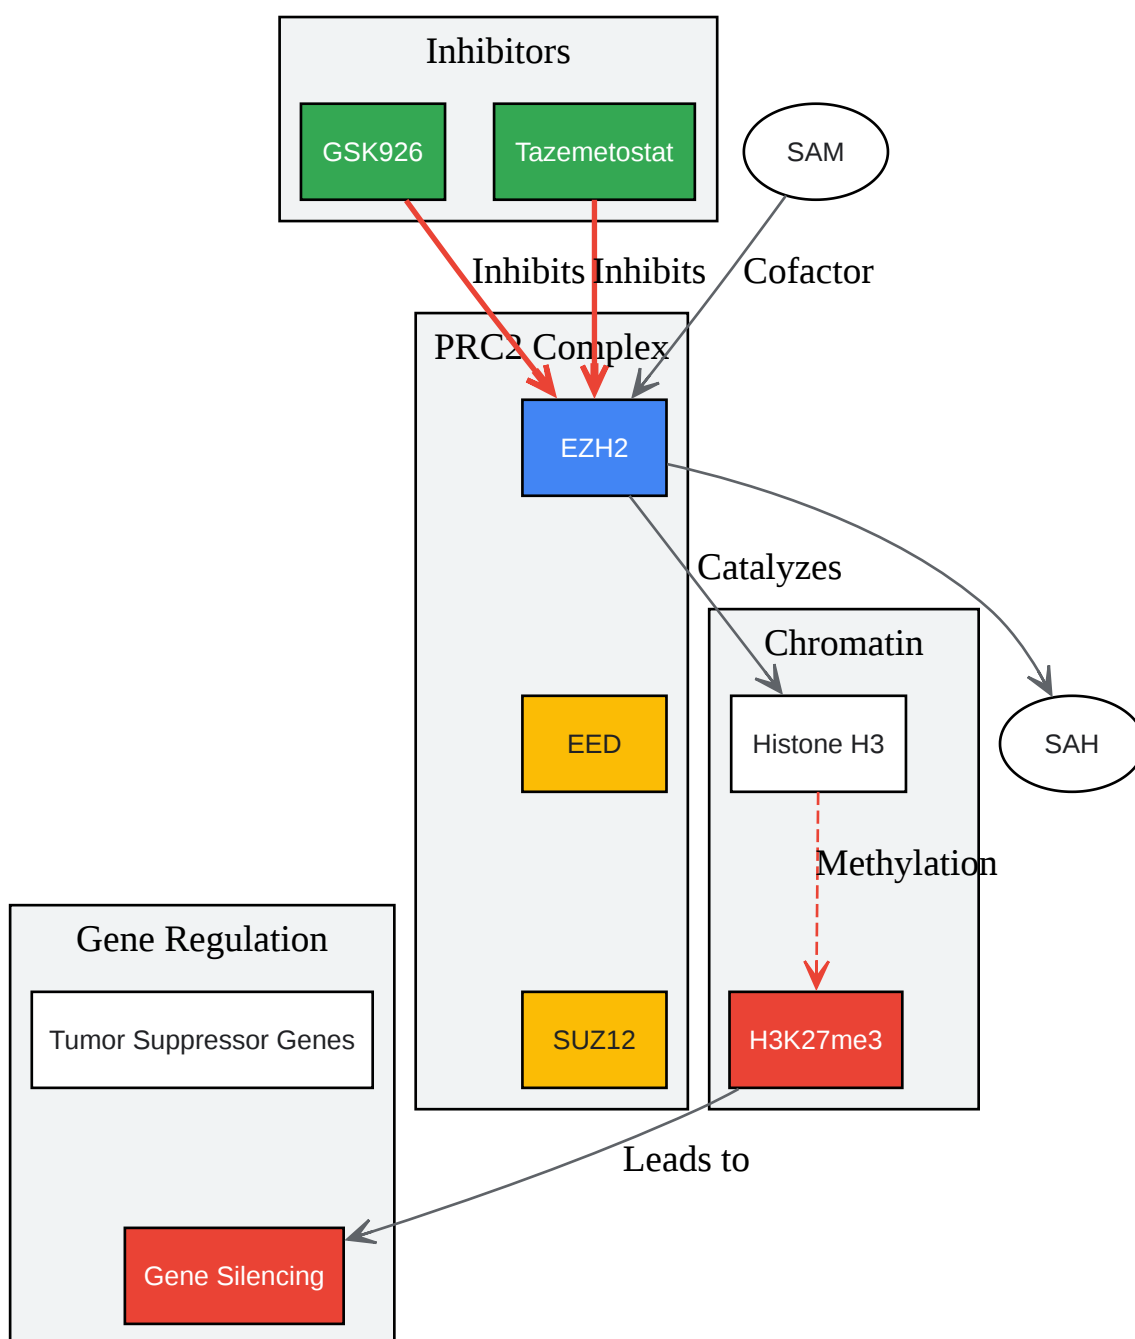 Inhibitors
GSK926
Tazemetostat
SAM
Inhibits
Inhibits
Cofactor
PRC2 Complex
EZH2
Catalyzes
Chromatin
EED
Histone H3
SAH
Methylation
Gene Regulation
Tumor Suppressor Genes
SUZ12
H3K27me3
Leads to
Gene Silencing